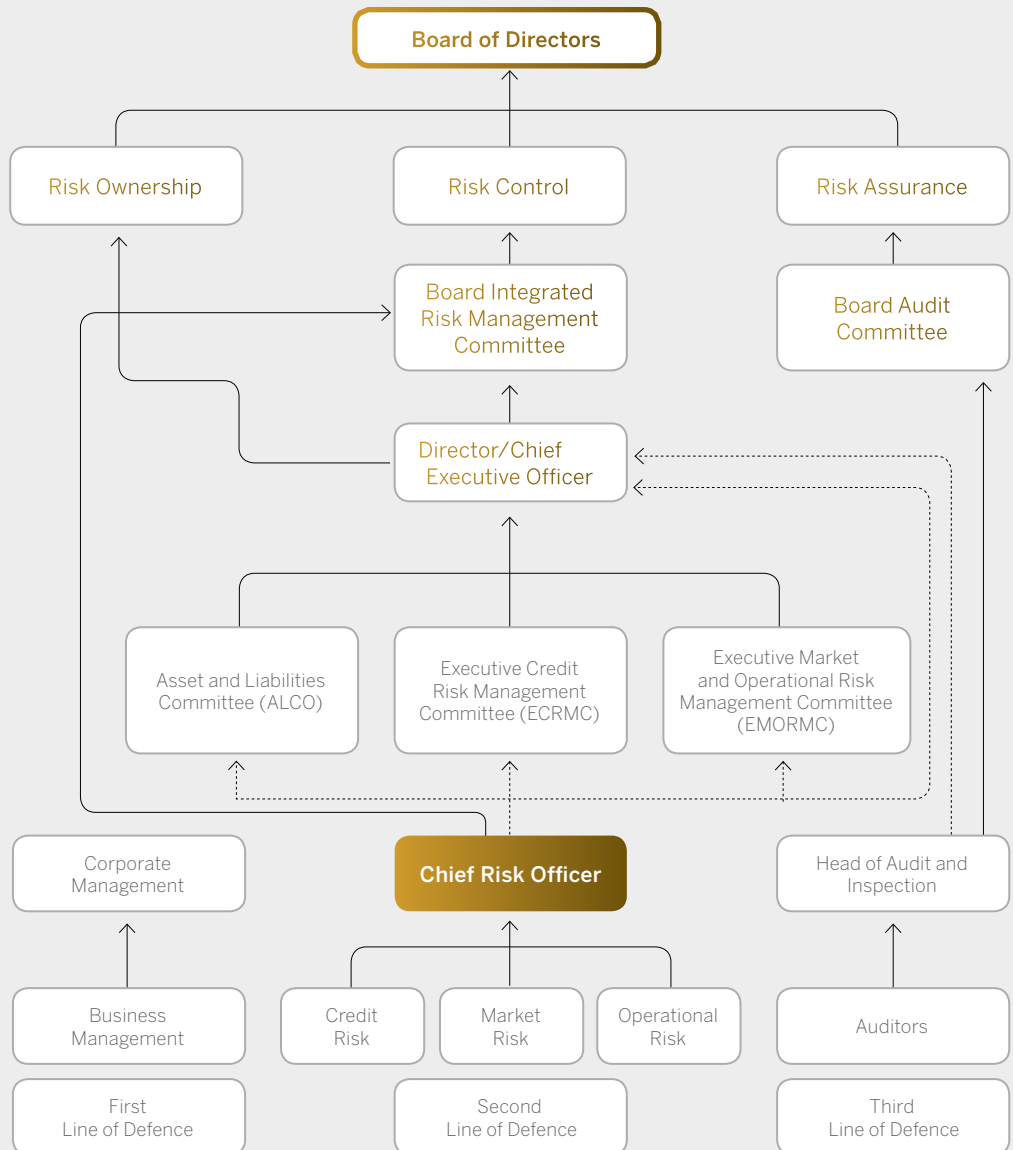 Board of Directors
Risk Ownership
Risk Control
Risk Assurance
Board Integrated
Risk Management
Committee
Board Audit
Committee
Director/Chief
Executive Officer
Asset and Liabilities
Committee (ALCO)
Executive Credit
Risk Management
Committee (ECRMC)
Executive Market
and Operational Risk
Management Committee
(EMORMC)
Corporate
Management
Chief Risk Officer
Head of Audit and
Inspection
Business
Management
Credit
Risk
Market
Risk
Operational
Risk
Auditors
First
Line of Defence
Second
Line of Defence
Third
Line of Defence